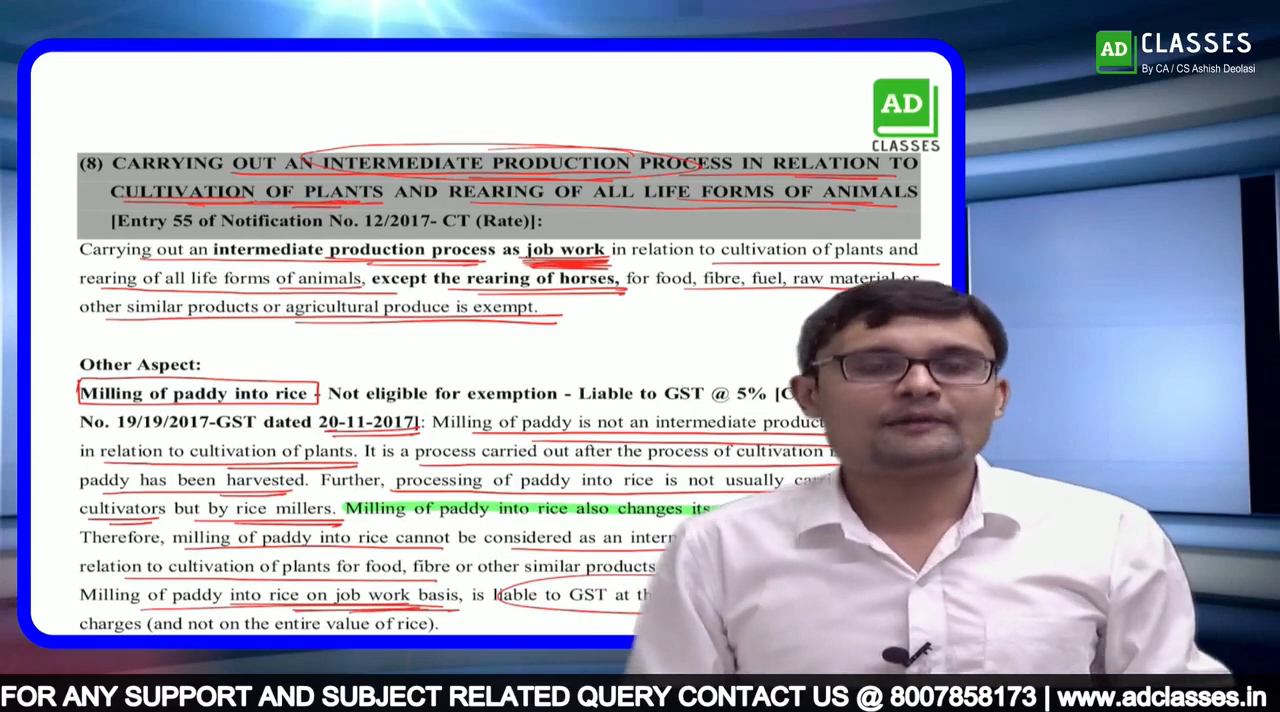 AD CLASSES
By CA / CS Ashish Deolasi
AD
CLASSES
(8) CARRYING OUT AN INTERMEDIATE PRODUCTION PROCESS IN RELATION TO
CULTIVATION OF PLANTS AND REARING OF ALL LIFE FORMS OF ANIMALS
[Entry 55 of Notification No. 12/2017- CT (Rate)]:
Carrying out an intermediate production process as job work in relation to cultivation of plants and
rearing of all life forms of animals, except the rearing of horses, for food, fibre, fuel, raw material or
other similar products or agricultural produce is exempt.
Other Aspect:
Milling of paddy into rice - Not eligible for exemption - Liable to GST @ 5% [C
No. 19/19/2017-GST dated 20-11-2017]: Milling of paddy is not an intermediate product
in relation to cultivation of plants. It is a process carried out after the process of cultivation
paddy has been harvested. Further, processing of paddy into rice is not usually carri
cultivators but by rice millers. Milling of paddy into rice also changes its
Therefore, milling of paddy into rice cannot be considered as an interm
relation to cultivation of plants for food, fibre or other similar products
Milling of paddy into rice on job work basis, is liable to GST at th
charges (and not on the entire value of rice).
FOR ANY SUPPORT AND SUBJECT RELATED QUERY CONTACT US @ 8007858173 | www.adclasses.in